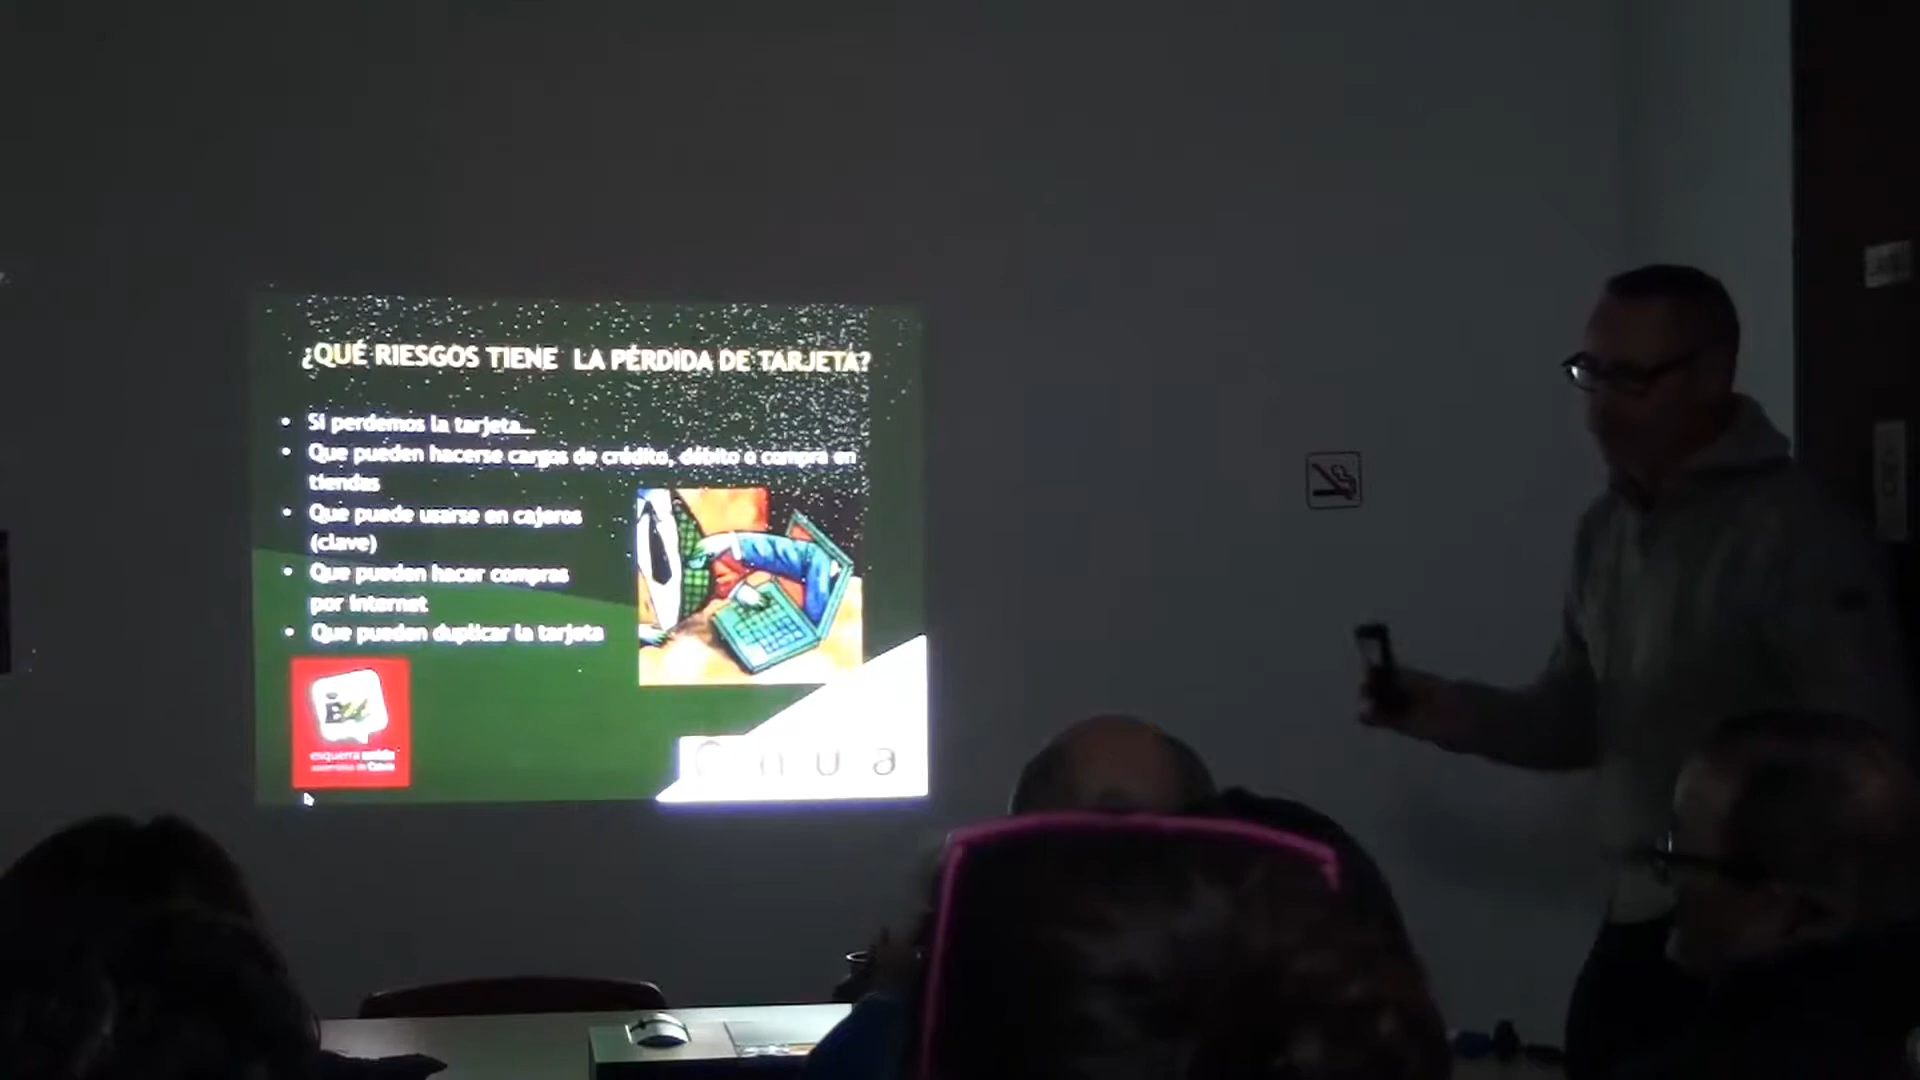 ¿QUÉ RIESGOS TIENE LA PÉRDIDA DE TARJETA?
• Si perdemos la tarjeta...
• Que pueden hacerse cargos de crédito, débito o compra en
tiendas
• Que puede usarse en cajeros
(clave)
• Que pueden hacer compras
por internet
• Que pueden duplicar la tarjeta
esquerra unida